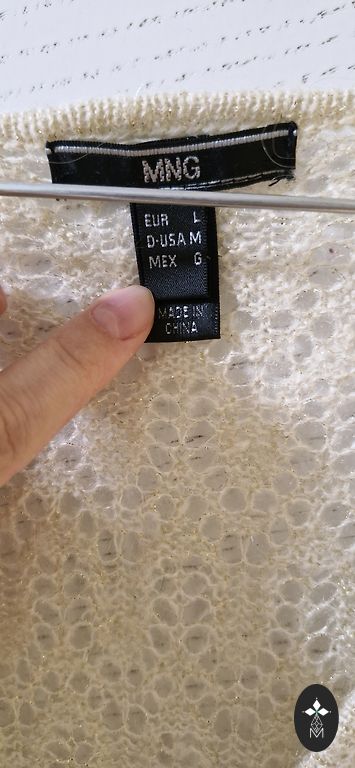 MNG
EUR L
D·USA M
MEX G
MADE IN
CHINA
M